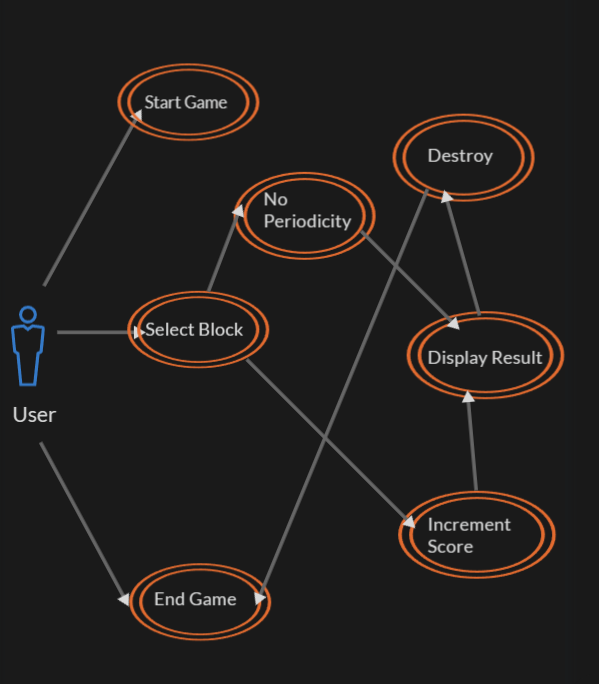 Start Game
Destroy
No
Periodicity
Select Block
Display Result
User
Increment
Score
End Game